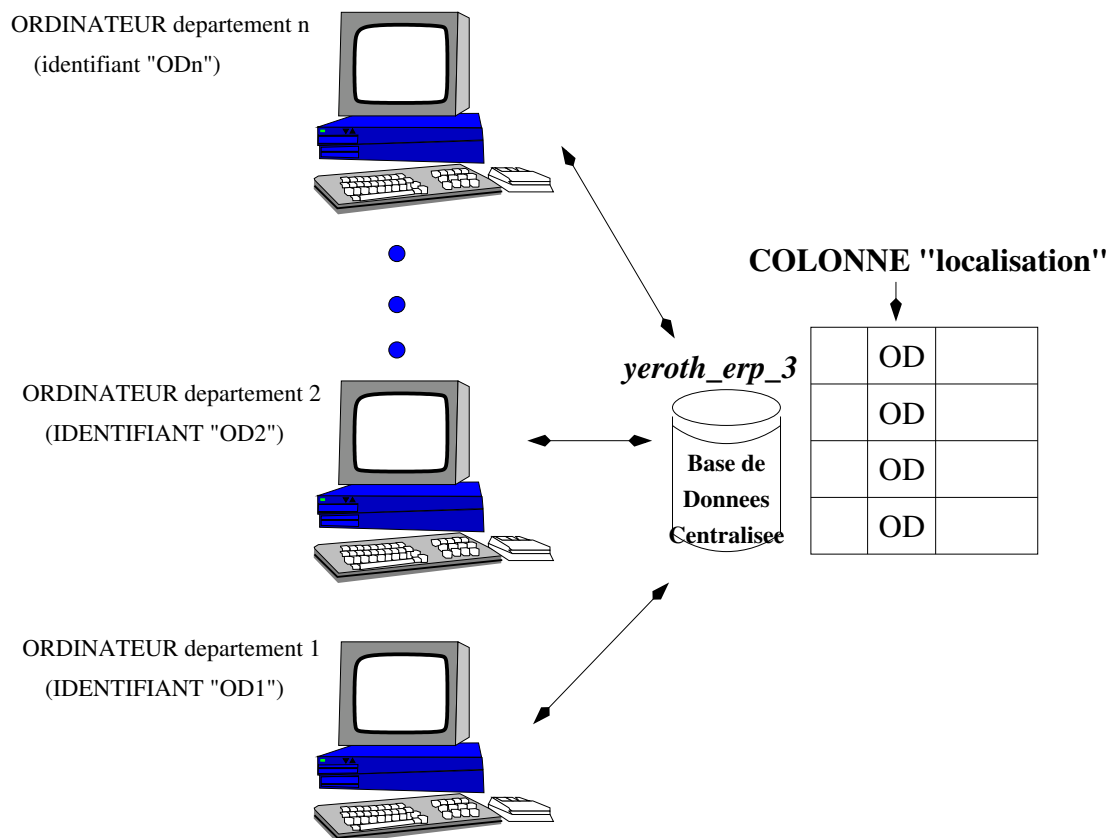 ORDINATEUR departement n
(identifiant "ODn")
COLONNE "localisation"
yeroth_erp_3
OD
OD
OD
OD
Base de
Donnees
Centralisee
ORDINATEUR departement 2
(IDENTIFIANT "OD2")
ORDINATEUR departement 1
(IDENTIFIANT "OD1")